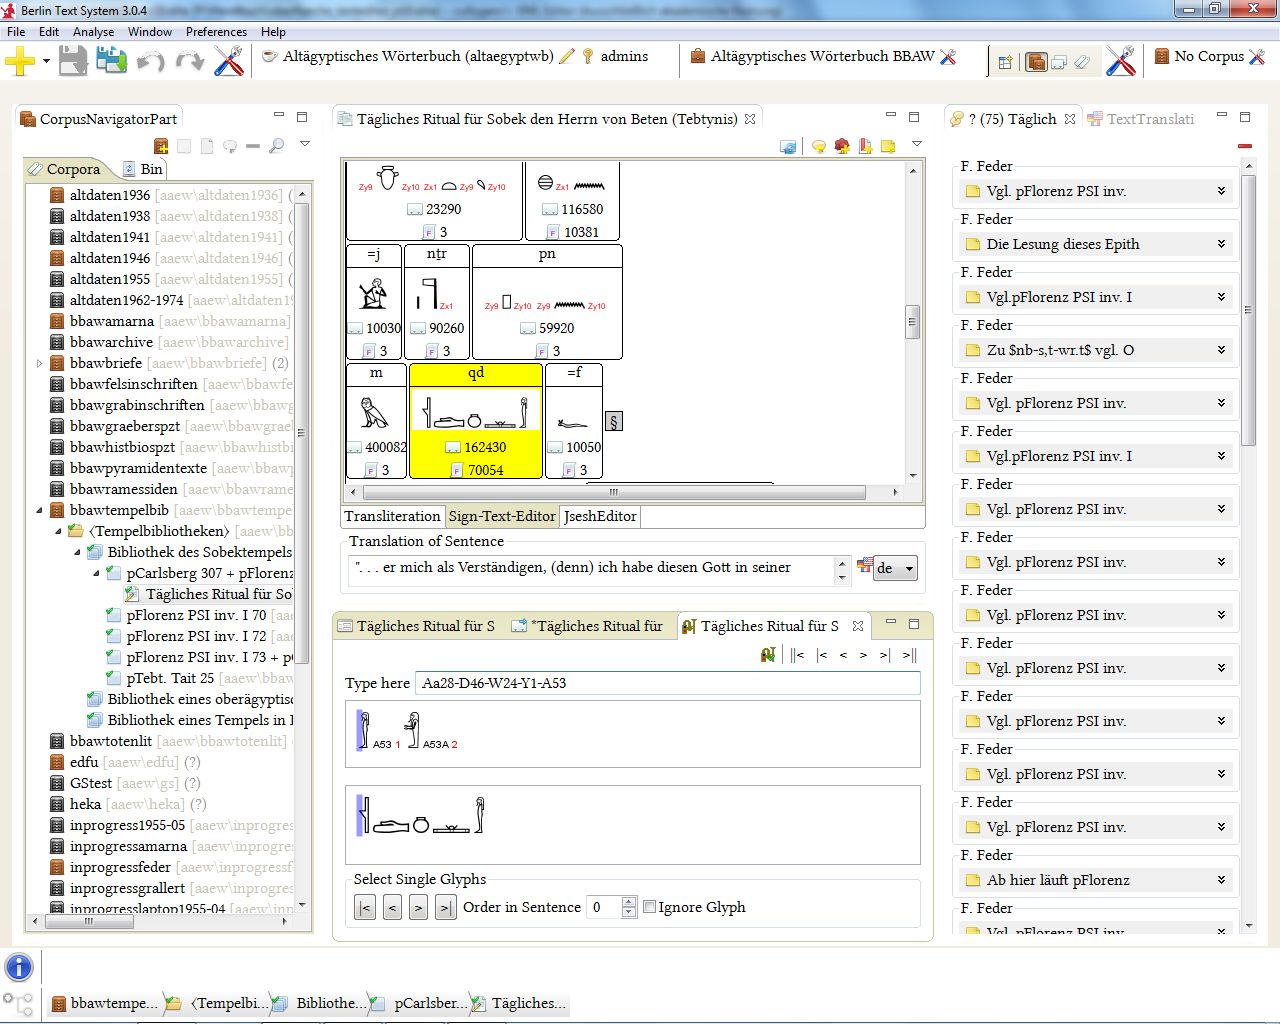 Berlin Text System 3.0.4
File Edit Analyse Window Preferences Help
Altägyptisches Wörterbuch (altaegyptwb) admins Altägyptisches Wörterbuch BBAW No Corpus
CorpusNavigatorPart
Corpora Bin
altdaten1936 [aaew\altdaten1936] (
altdaten1938 [aaew\altdaten1938] (
altdaten1941 [aaew\altdaten1941] (
altdaten1946 [aaew\altdaten1946] (
altdaten1955 [aaew\altdaten1955] (
altdaten1962-1974 [aaew\altdaten19
bbawamarna [aaew\bbawamarna]
bbawarchive [aaew\bbawarchive]
bbawbriefe [aaew\bbawbriefe] (2)
bbawfelsinschriften [aaew\bbawfe
bbawgrabinschriften [aaew\bbawg
bbawgraeberspzt [aaew\bbawgrae
bbawhistbiospzt [aaew\bbawhistbi
bbawpyramidentexte [aaew\bbawp
bbawramessiden [aaew\bbawrame
bbawtempelbib [aaew\bbawtempe
〈Tempelbibliotheken〉 [aaew\bb
Bibliothek des Sobektempels
pCarlsberg 307 + pFlorenz
Tägliches Ritual für So
pFlorenz PSI inv. I 70 [aa
pFlorenz PSI inv. I 72 [aa
pFlorenz PSI inv. I 73 + p
pTebt. Tait 25 [aaew\bb
Bibliothek eines oberägyptisc
Bibliothek eines Tempels in
bbawtotenlit [aaew\bbawtotenlit]
edfu [aaew\edfu] (?)
GStest [aaew\gs] (?)
heka [aaew\heka] (?)
inprogress1955-05 [aaew\inprogres
inprogressamarna [aaew\inprogres
inprogressfeder [aaew\inprogressf
inprogressgrallert [aaew\inprogres
inprogresslaptop1955-04 [aaew\inp
Tägliches Ritual für Sobek den Herrn von Beten (Tebtynis)
Zy9 Zy10 Zx1 Zy9 Zy10 Zx1
23290 116580
F 3 F 10381
=j nṯr pn
Zx1 Zy9 Zy10 Zy9 Zy10
10030 90260 59920
F 3 F 3 F 3
m qd =f
§
400082 162430 10050
F 3 F 70054 F 3
Transliteration Sign-Text-Editor JseshEditor
Translation of Sentence
". . . er mich als Verständigen, (denn) ich habe diesen Gott in seiner de
Tägliches Ritual für S *Tägliches Ritual für Tägliches Ritual für S
||< |< < > >| >||
Type here Aa28-D46-W24-Y1-A53
A53 1 A53A 2
Select Single Glyphs
|< < > >| Order in Sentence 0 Ignore Glyph
? (75) Täglich TextTranslati
F. Feder
Vgl. pFlorenz PSI inv.
F. Feder
Die Lesung dieses Epith
F. Feder
Vgl.pFlorenz PSI inv. I
F. Feder
Zu $nb-s,t-wr.t$ vgl. O
F. Feder
Vgl. pFlorenz PSI inv.
F. Feder
Vgl.pFlorenz PSI inv. I
F. Feder
Vgl. pFlorenz PSI inv.
F. Feder
Vgl. pFlorenz PSI inv.
F. Feder
Vgl. pFlorenz PSI inv.
F. Feder
Vgl. pFlorenz PSI inv.
F. Feder
Vgl. pFlorenz PSI inv.
F. Feder
Vgl. pFlorenz PSI inv.
F. Feder
Vgl. pFlorenz PSI inv.
F. Feder
Ab hier läuft pFlorenz
F. Feder
Vgl. pFlorenz PSI inv.
bbawtempe... 〈Tempelbi... Bibliothe... pCarlsber... Tägliches...